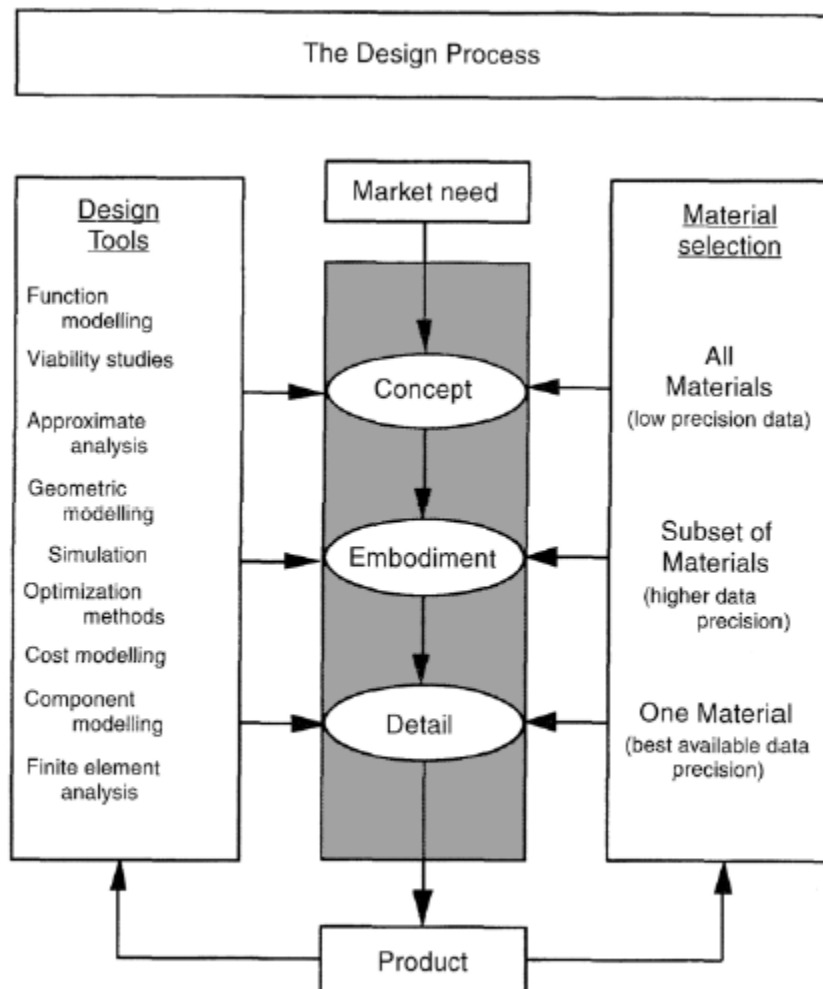 The Design Process
Market need
Design
Tools
Function
modelling
Viability studies
Approximate
analysis
Geometric
modelling
Simulation
Optimization
methods
Cost modelling
Component
modelling
Finite element
analysis
Concept
Embodiment
Detail
Material
selection
All
Materials
(low precision data)
Subset of
Materials
(higher data
precision)
One Material
(best available data
precision)
Product